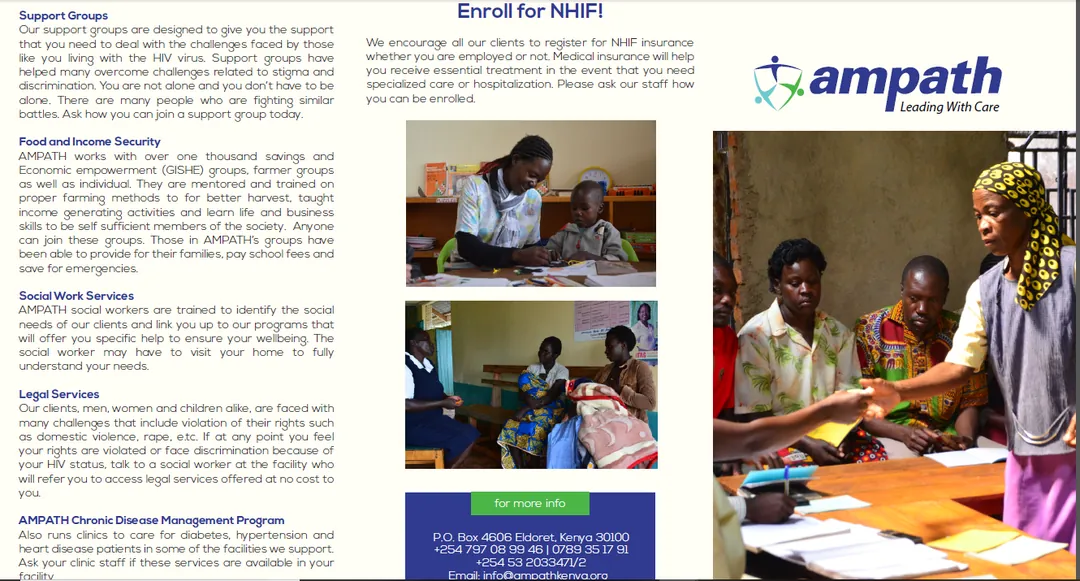 Support Groups
Our support groups are designed to give you the support
that you need to deal with the challenges faced by those
like you living with the HIV virus. Support groups have
helped many overcome challenges related to stigma and
discrimination. You are not alone and you don't have to be
alone. There are many people who are fighting similar
battles. Ask how you can join a support group today.
Food and Income Security
AMPATH works with over one thousand savings and
Economic empowerment (GISHE) groups, farmer groups
as well as individual. They are mentored and trained on
proper farming methods to for better harvest, taught
income generating activities and learn life and business
skills to be self sufficient members of the society. Anyone
can join these groups. Those in AMPATH's groups have
been able to provide for their families, pay school fees and
save for emergencies.
Social Work Services
AMPATH social workers are trained to identify the social
needs of our clients and link you up to our programs that
will offer you specific help to ensure your wellbeing. The
social worker may have to visit your home to fully
understand your needs.
Legal Services
Our clients, men, women and children alike, are faced with
many challenges that include violation of their rights such
as domestic violence, rape, e.t.c. If at any point you feel
your rights are violated or face discrimination because of
your HIV status, talk to a social worker at the facility who
will refer you to access legal services offered at no cost to
you.
AMPATH Chronic Disease Management Program
Also runs clinics to care for diabetes, hypertension and
heart disease patients in some of the facilities we support.
Ask your clinic staff if these services are available in your
facility
Enroll for NHIF!
We encourage all our clients to register for NHIF insurance
whether you are employed or not. Medical insurance will help
you receive essential treatment in the event that you need
specialized care or hospitalization. Please ask our staff how
you can be enrolled.
for more info
P.O. Box 4606 Eldoret, Kenya 30100
+254 797 08 99 46 | 0789 35 17 91
+254 53 2033471/2
Email: info@ampathkenya.org
ampath
Leading With Care